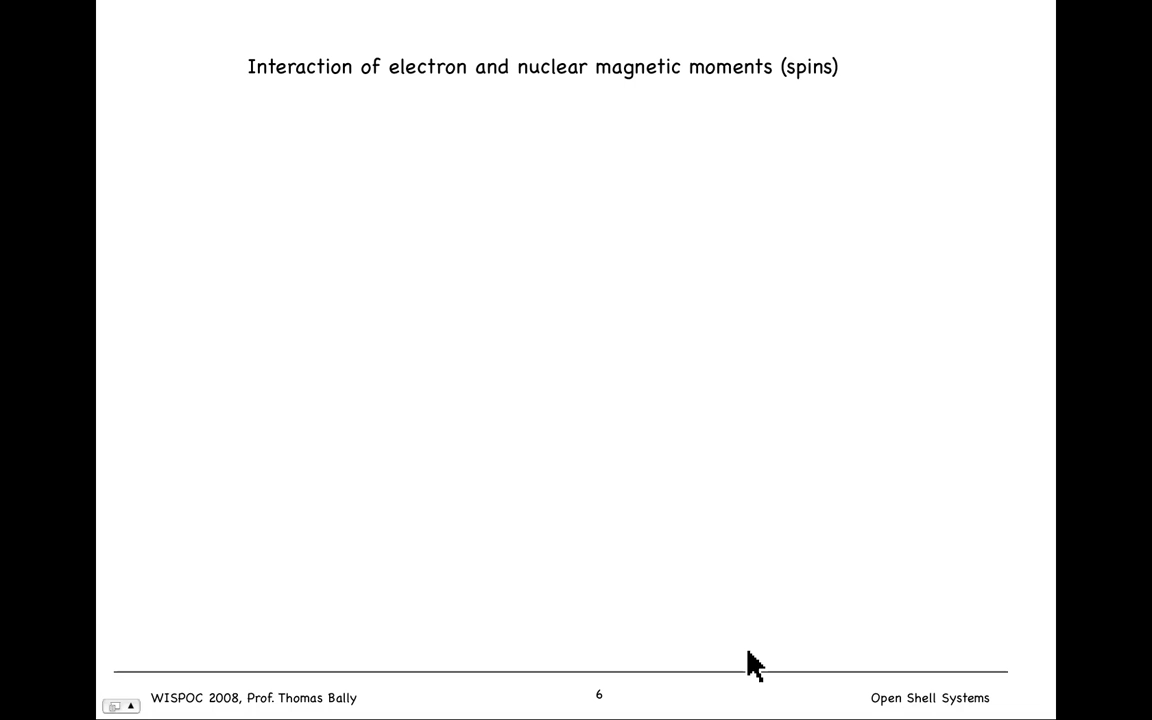 Interaction of electron and nuclear magnetic moments (spins)
WISPOC 2008, Prof. Thomas Bally
6
Open Shell Systems